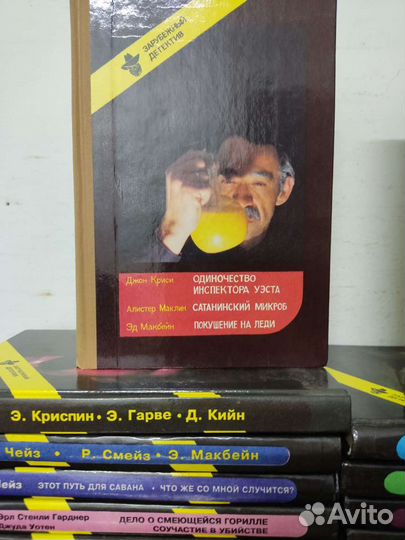 ЗАРУБЕЖНЫЙ
ДЕТЕКТИВ
Джон Криси ОДИНОЧЕСТВО
ИНСПЕКТОРА УЭСТА
Алистер Маклин САТАНИНСКИЙ МИКРОБ
Эд Макбейн ПОКУШЕНИЕ НА ЛЕДИ
Э. Криспин • Э. Гарве • Д. Кийн
Чейз • Р. Смейз • Э. Макбейн
Чейз ЭТОТ ПУТЬ ДЛЯ САВАНА • ЧТО ЖЕ СО МНОЙ СЛУЧИТСЯ?
Эрл Стенли Гарднер ДЕЛО О СМЕЮЩЕЙСЯ ГОРИЛЛЕ
Джуда Уотен СОУЧАСТИЕ В УБИЙСТВЕ
Avito